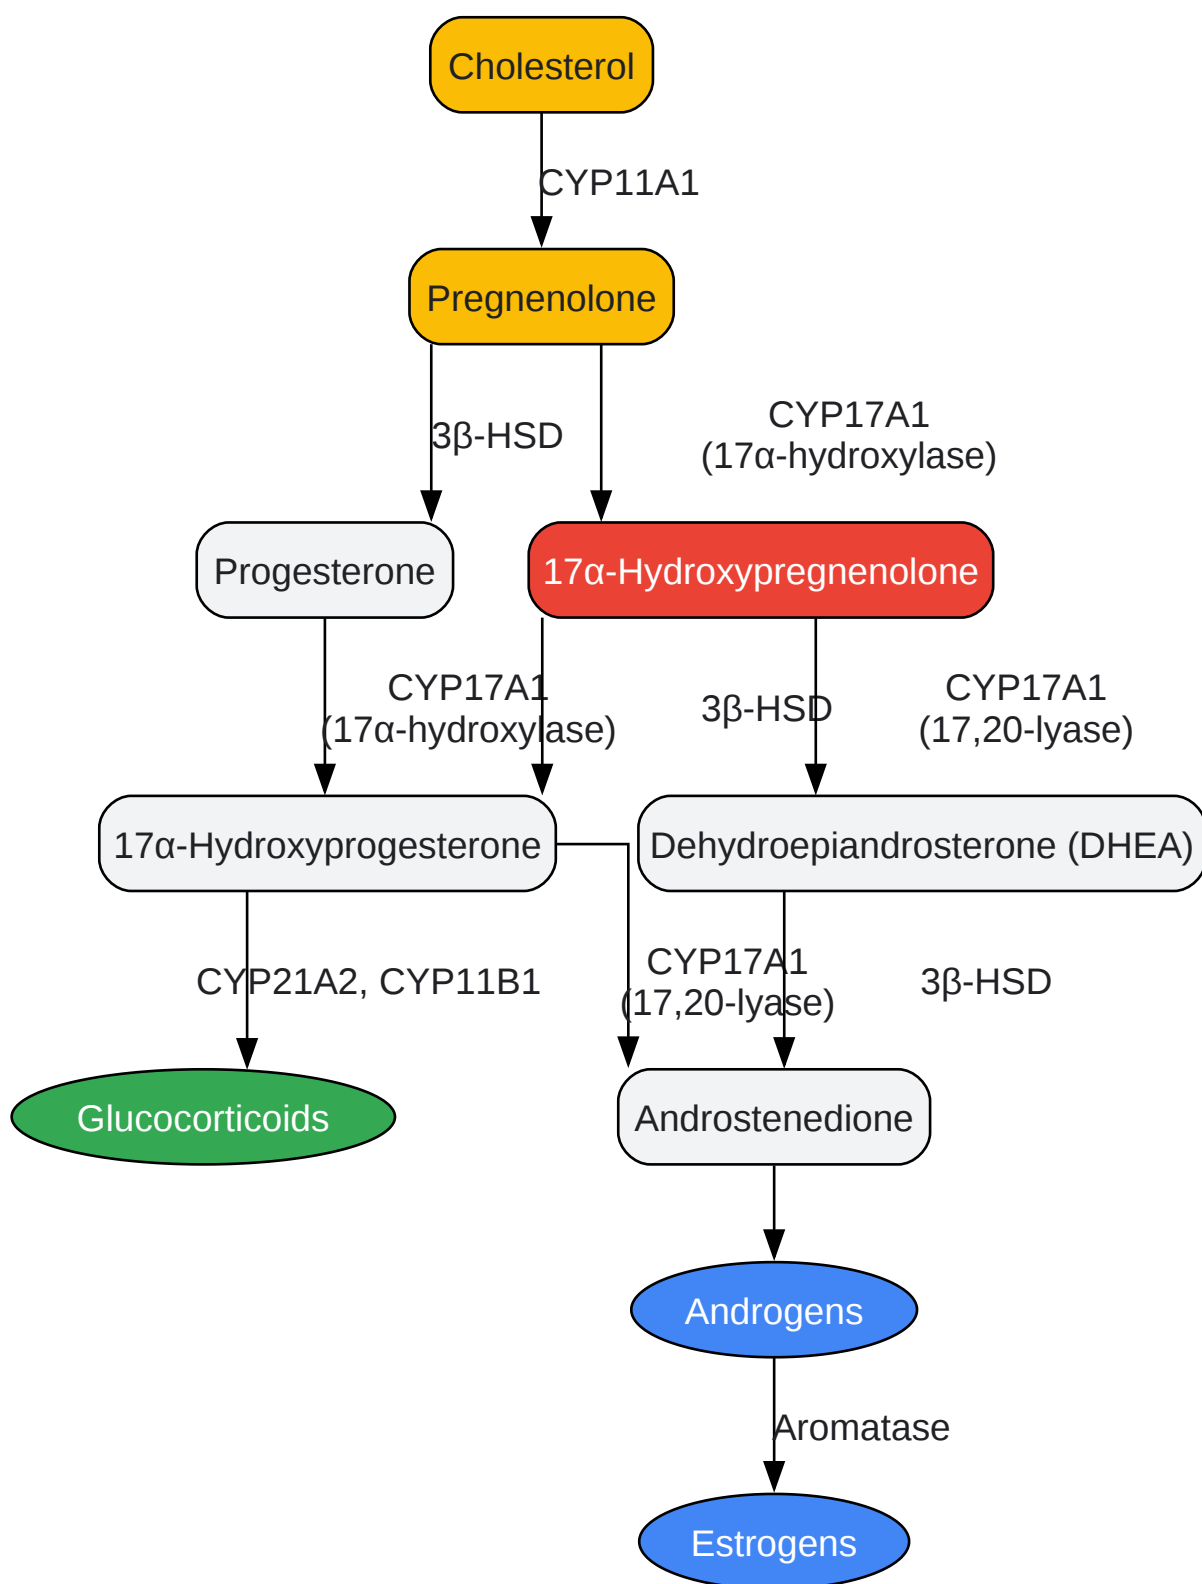 Cholesterol
CYP11A1
Pregnenolone
3β-HSD
CYP17A1
(17α-hydroxylase)
Progesterone
17α-Hydroxypregnenolone
CYP17A1
(17α-hydroxylase)
3β-HSD
CYP17A1
(17,20-lyase)
17α-Hydroxyprogesterone
Dehydroepiandrosterone (DHEA)
CYP21A2, CYP11B1
CYP17A1
(17,20-lyase)
3β-HSD
Glucocorticoids
Androstenedione
Androgens
Aromatase
Estrogens